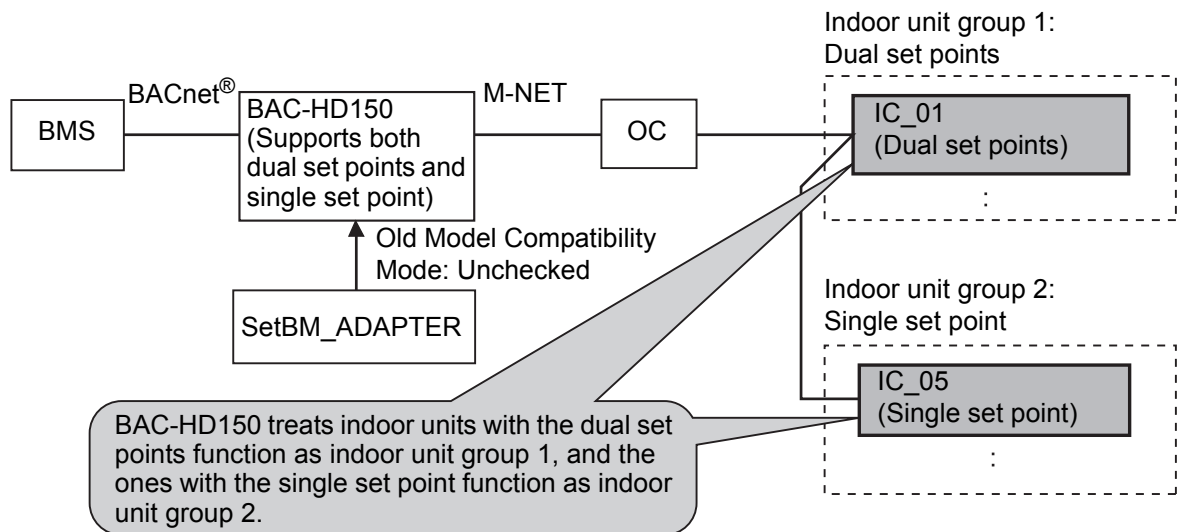 Indoor unit group 1:
Dual set points
BACnet®
M-NET
BMS
BAC-HD150
(Supports both
dual set points and
single set point)
OC
IC_01
(Dual set points)
:
Old Model Compatibility
Mode: Unchecked
SetBM_ADAPTER
Indoor unit group 2:
Single set point
IC_05
(Single set point)
:
BAC-HD150 treats indoor units with the dual set
points function as indoor unit group 1, and the
ones with the single set point function as indoor
unit group 2.